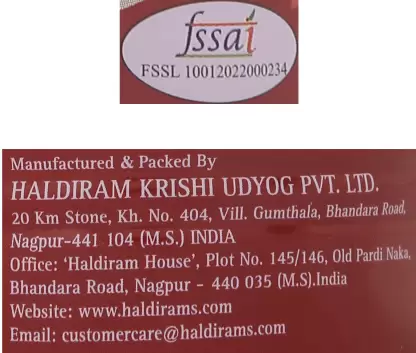 fssai
FSSL 10012022000234
Manufactured & Packed By
HALDIRAM KRISHI UDYOG PVT. LTD.
20 Km Stone, Kh. No. 404, Vill. Gumthala, Bhandara Road,
Nagpur-441 104 (M.S.) INDIA
Office: ‘Haldiram House’, Plot No. 145/146, Old Pardi Naka,
Bhandara Road, Nagpur - 440 035 (M.S).India
Website: www.haldirams.com
Email: customercare@haldirams.com